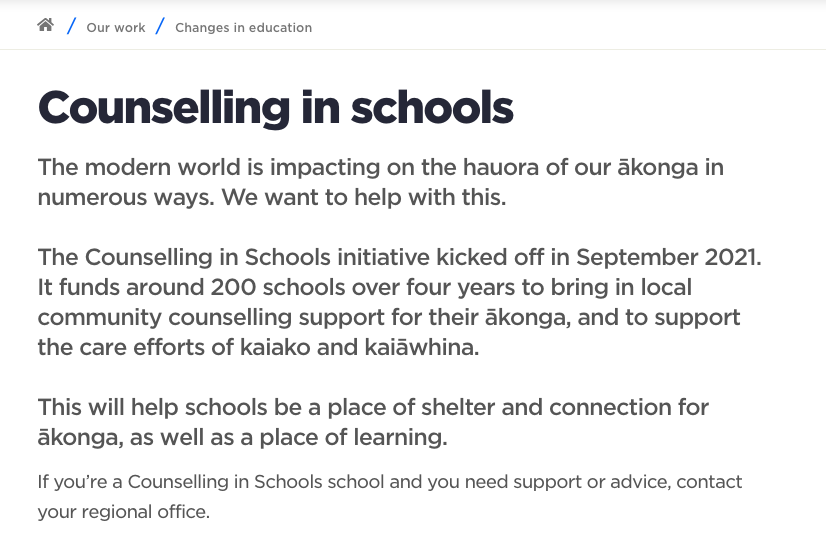 / Our work / Changes in education
Counselling in schools
The modern world is impacting on the hauora of our ākonga in
numerous ways. We want to help with this.
The Counselling in Schools initiative kicked off in September 2021.
It funds around 200 schools over four years to bring in local
community counselling support for their ākonga, and to support
the care efforts of kaiako and kaiāwhina.
This will help schools be a place of shelter and connection for
ākonga, as well as a place of learning.
If you’re a Counselling in Schools school and you need support or advice, contact
your regional office.